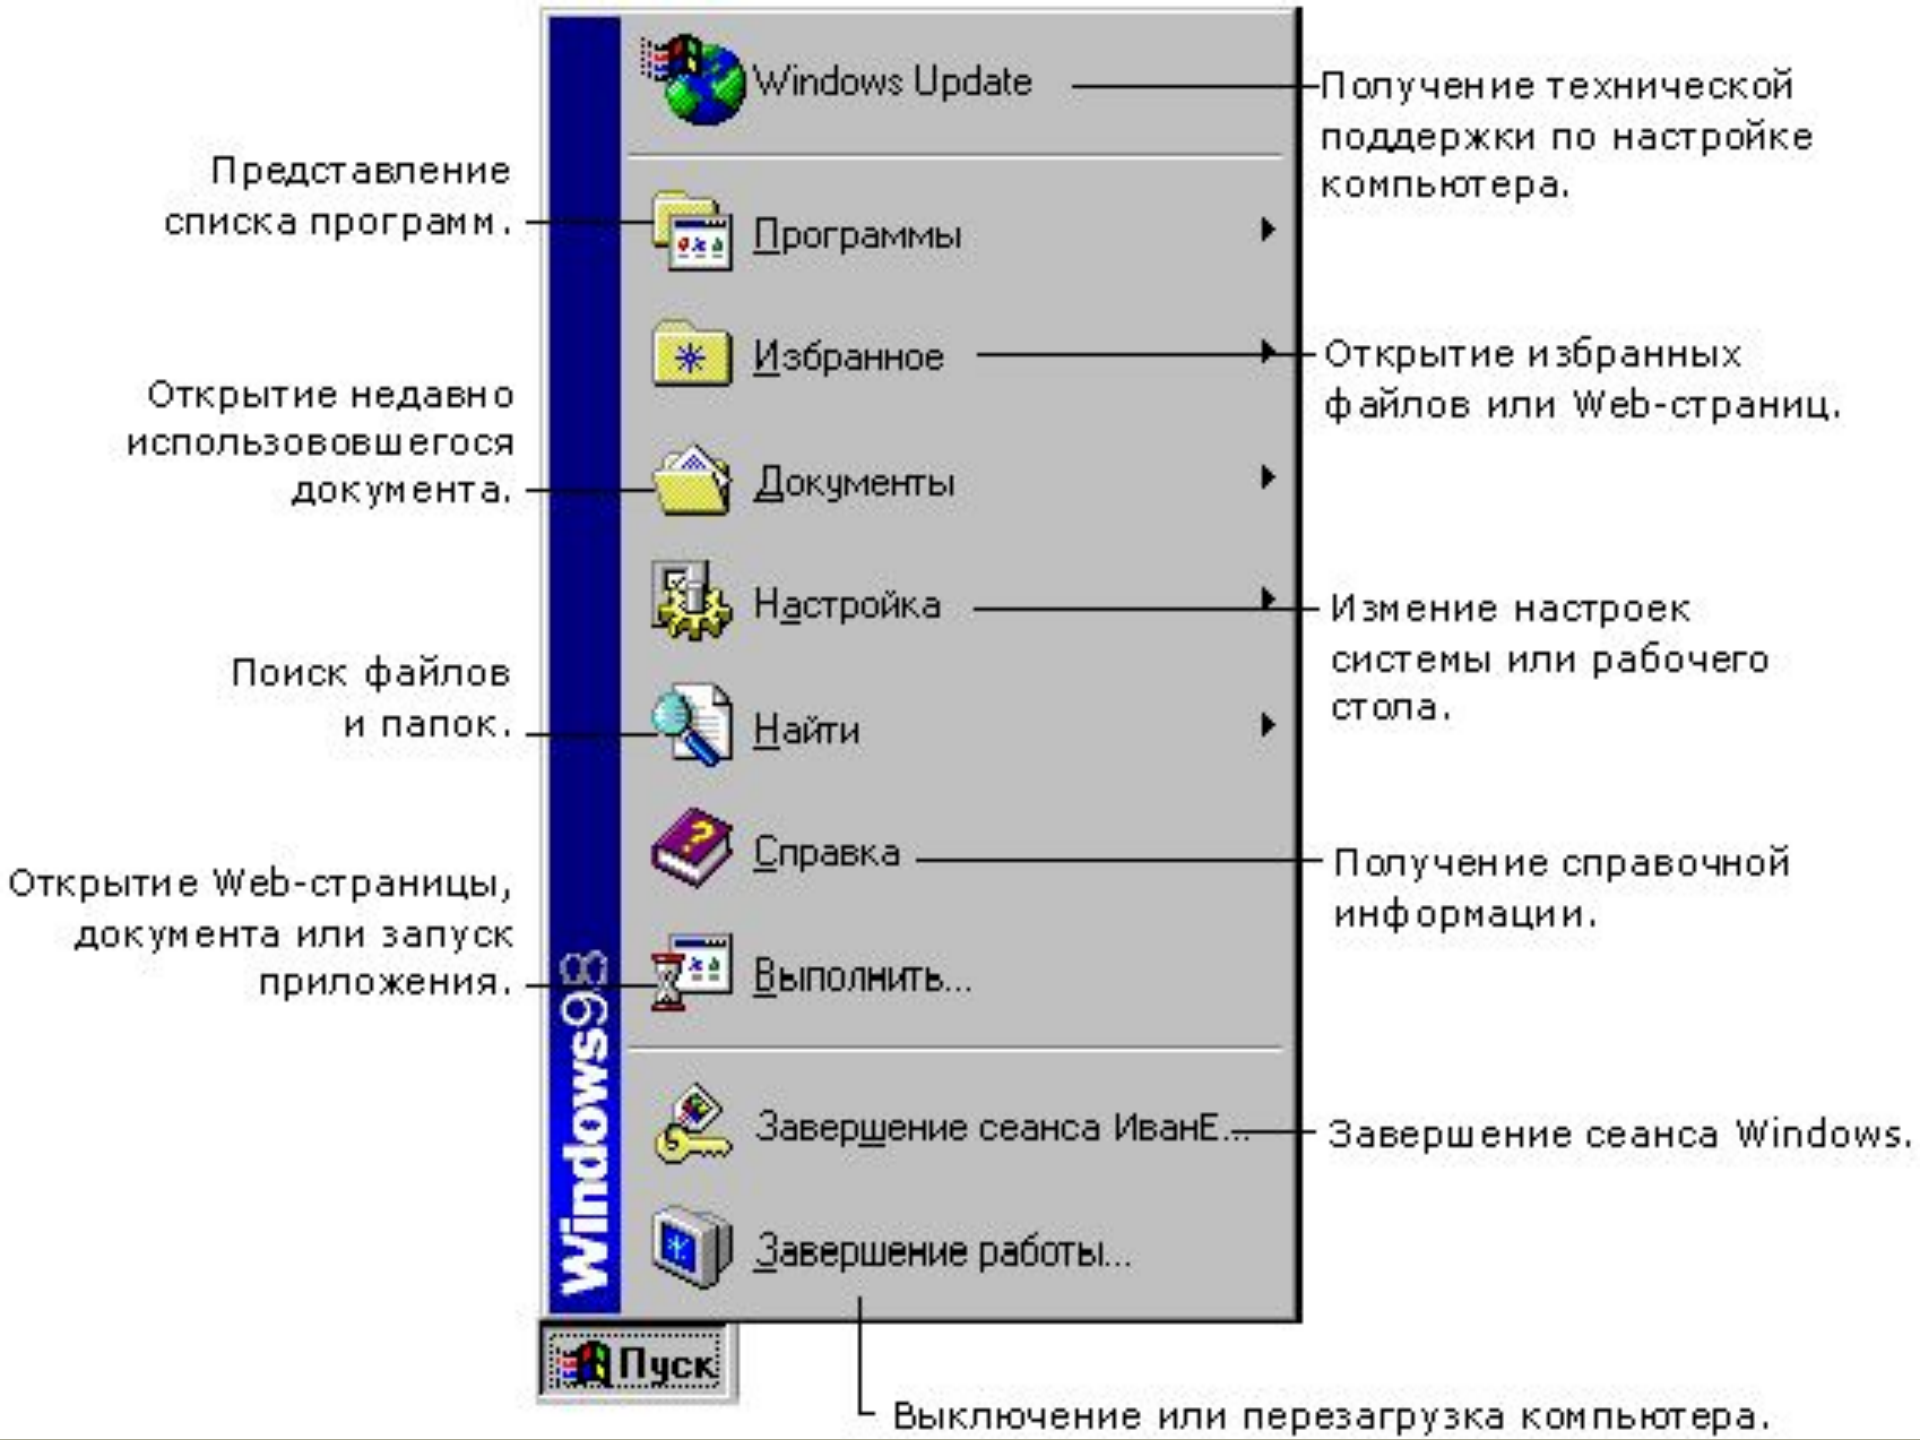 Windows Update
Получение технической
поддержки по настройке
компьютера.
Представление
списка программ.
Программы
Избранное
Открытие избранных
файлов или Web-страниц.
Открытие недавно
использововшегося
документа.
Документы
Настройка
Измение настроек
системы или рабочего
стола.
Поиск файлов
и папок.
Найти
Справка
Получение справочной
информации.
Открытие Web-страницы,
документа или запуск
приложения.
Выполнить...
Windows98
Завершение сеанса ИванЕ...
Завершение сеанса Windows.
Завершение работы...
Пуск
Выключение или перезагрузка компьютера.